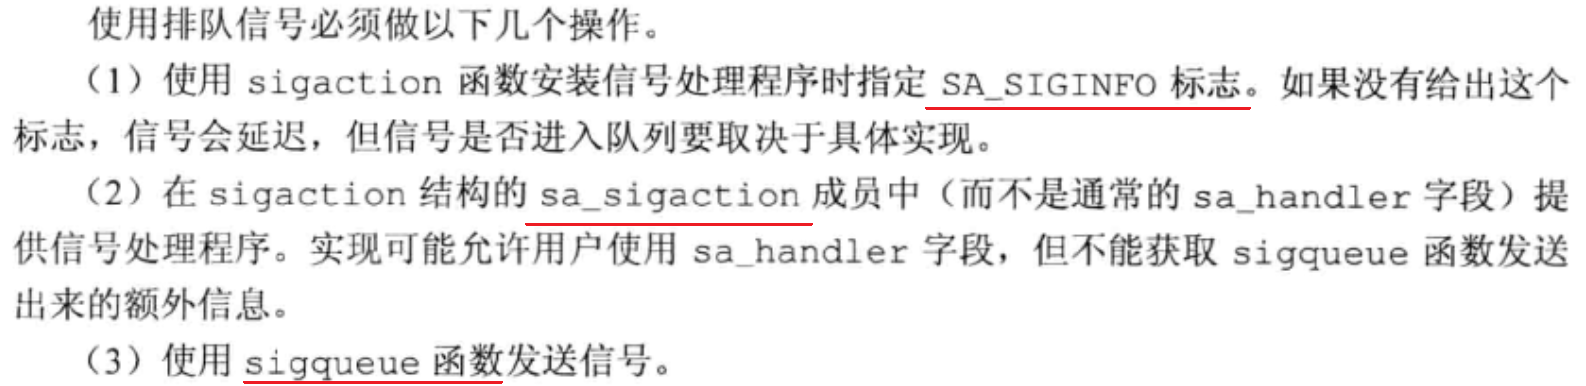 使用排队信号必须做以下几个操作。
（1）使用 sigaction 函数安装信号处理程序时指定 SA_SIGINFO 标志。如果没有给出这个
标志，信号会延迟，但信号是否进入队列要取决于具体实现。
（2）在 sigaction 结构的 sa_sigaction 成员中（而不是通常的 sa_handler 字段）提
供信号处理程序。实现可能允许用户使用 sa_handler 字段，但不能获取 sigqueue 函数发送
出来的额外信息。
（3）使用 sigqueue 函数发送信号。